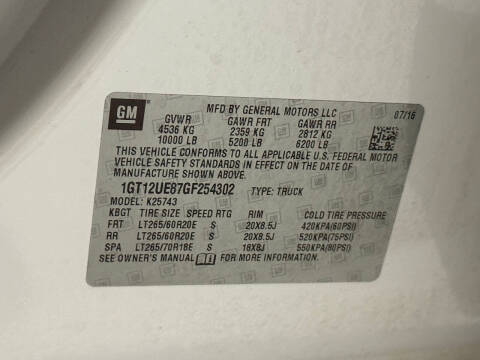 GM
MFD BY GENERAL MOTORS LLC 07/16
GVWR GAWR FRT GAWR RR
4536 KG 2359 KG 2812 KG
10000 LB 5200 LB 6200 LB
THIS VEHICLE CONFORMS TO ALL APPLICABLE U.S. FEDERAL MOTOR
VEHICLE SAFETY STANDARDS IN EFFECT ON THE DATE OF
MANUFACTURE SHOWN ABOVE.
1GT12UE87GF254302 TYPE: TRUCK
MODEL: K25743
KBGT TIRE SIZE SPEED RTG RIM COLD TIRE PRESSURE
FRT LT265/60R20E S 20X8.5J 420KPA(60PSI)
RR LT265/60R20E S 20X8.5J 520KPA(75PSI)
SPA LT265/70R18E S 18X8J 550KPA(80PSI)
SEE OWNER'S MANUAL FOR MORE INFORMATION.